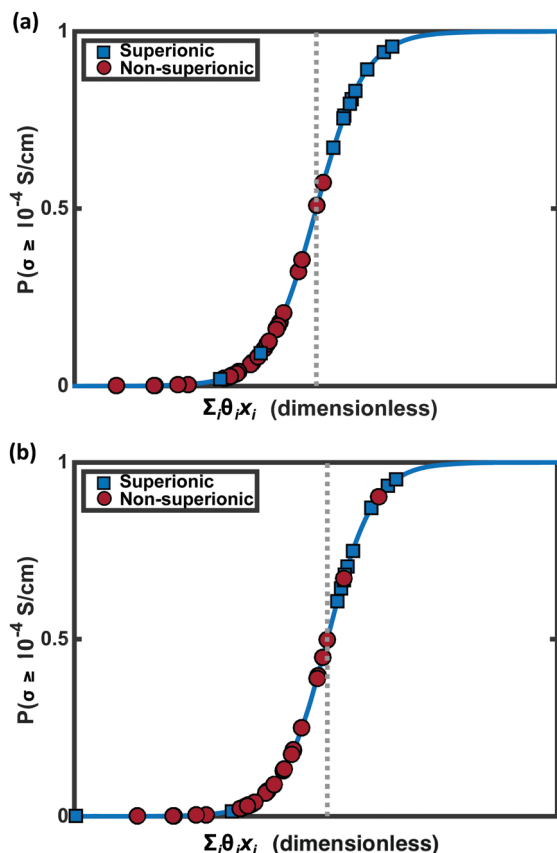 (a)
1
Superionic
Non-superionic
P(σ ≥ 10⁻⁴ S/cm)
0.5
0
Σᵢθᵢxᵢ (dimensionless)
(b)
1
Superionic
Non-superionic
P(σ ≥ 10⁻⁴ S/cm)
0.5
0
Σᵢθᵢxᵢ (dimensionless)